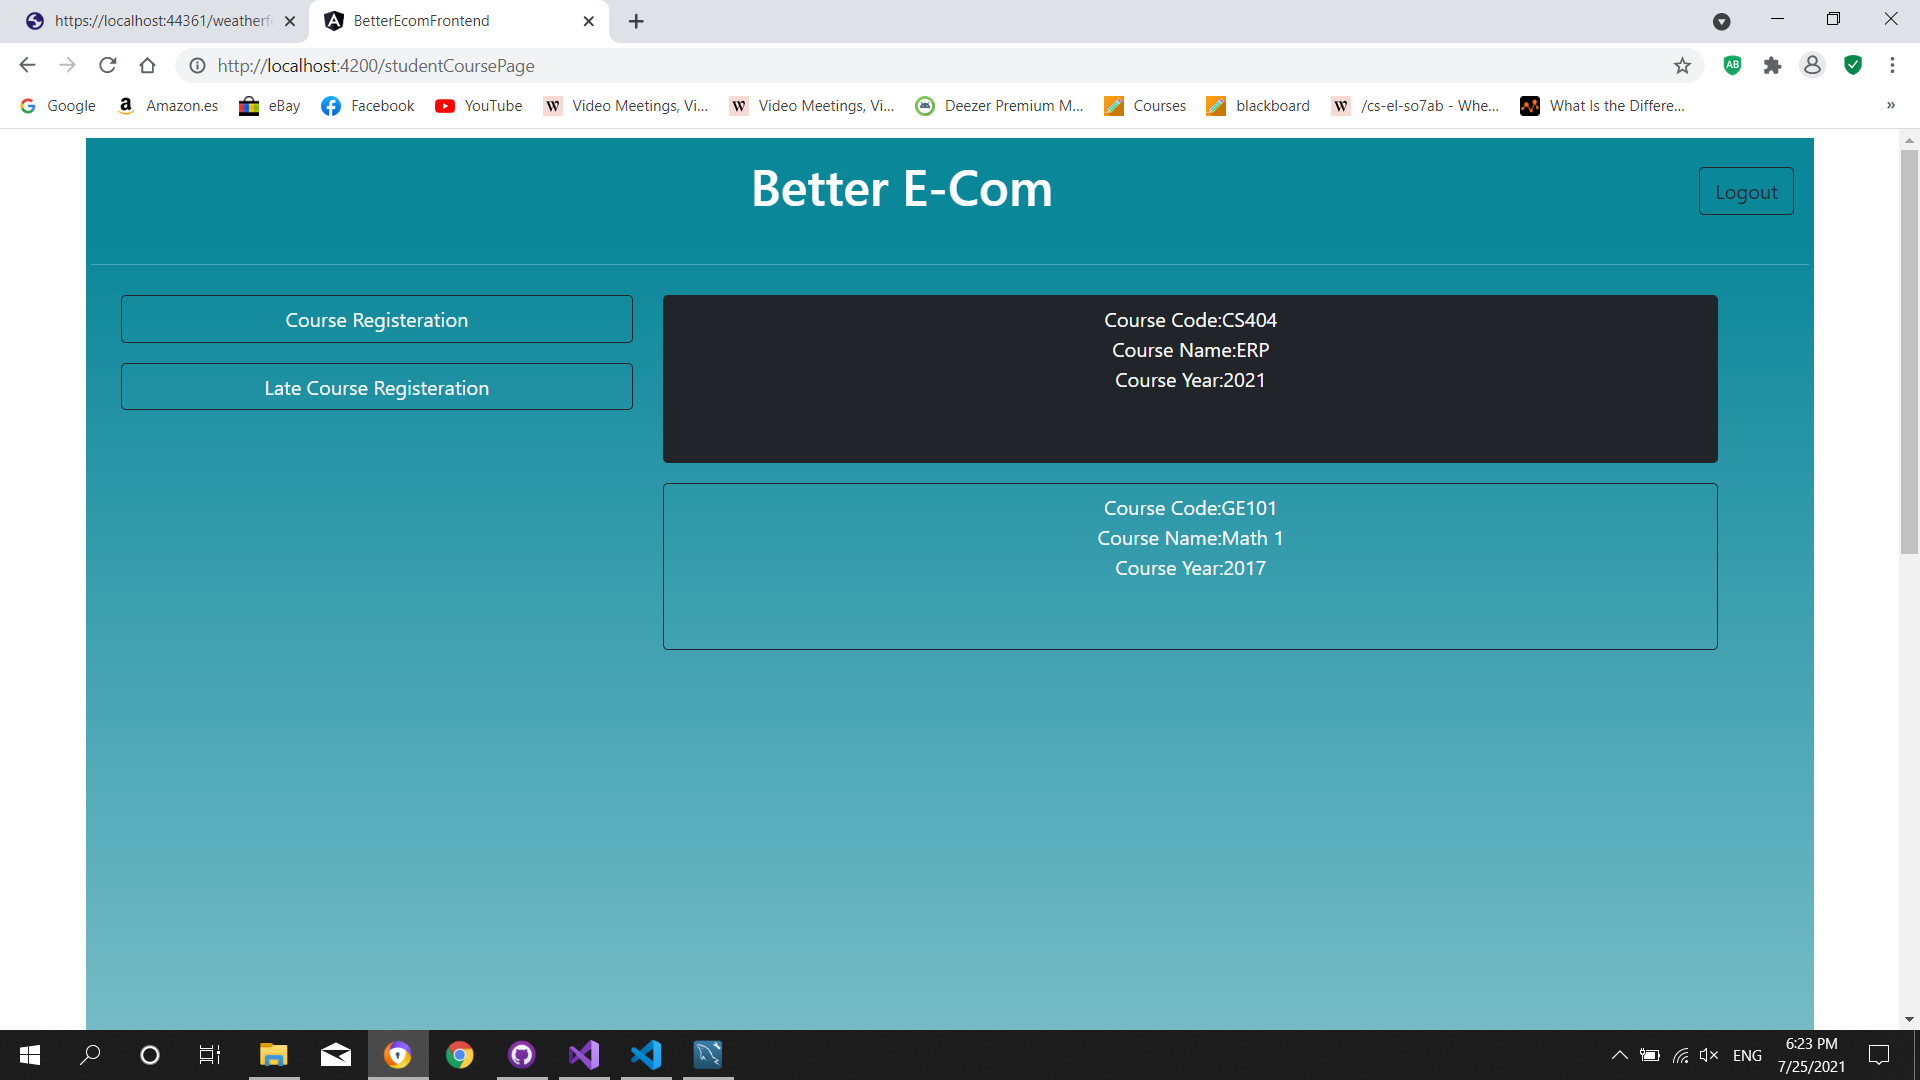 https://localhost:44361/weatherf
BetterEcomFrontend
http://localhost:4200/studentCoursePage
AB
Google
Amazon.es
eBay
Facebook
YouTube
Video Meetings, Vi...
Video Meetings, Vi...
Deezer Premium M...
Courses
blackboard
/cs-el-so7ab - Whe...
What Is the Differe...
»
Better E-Com
Logout
Course Registeration
Late Course Registeration
Course Code:CS404
Course Name:ERP
Course Year:2021
Course Code:GE101
Course Name:Math 1
Course Year:2017
ENG
6:23 PM
7/25/2021